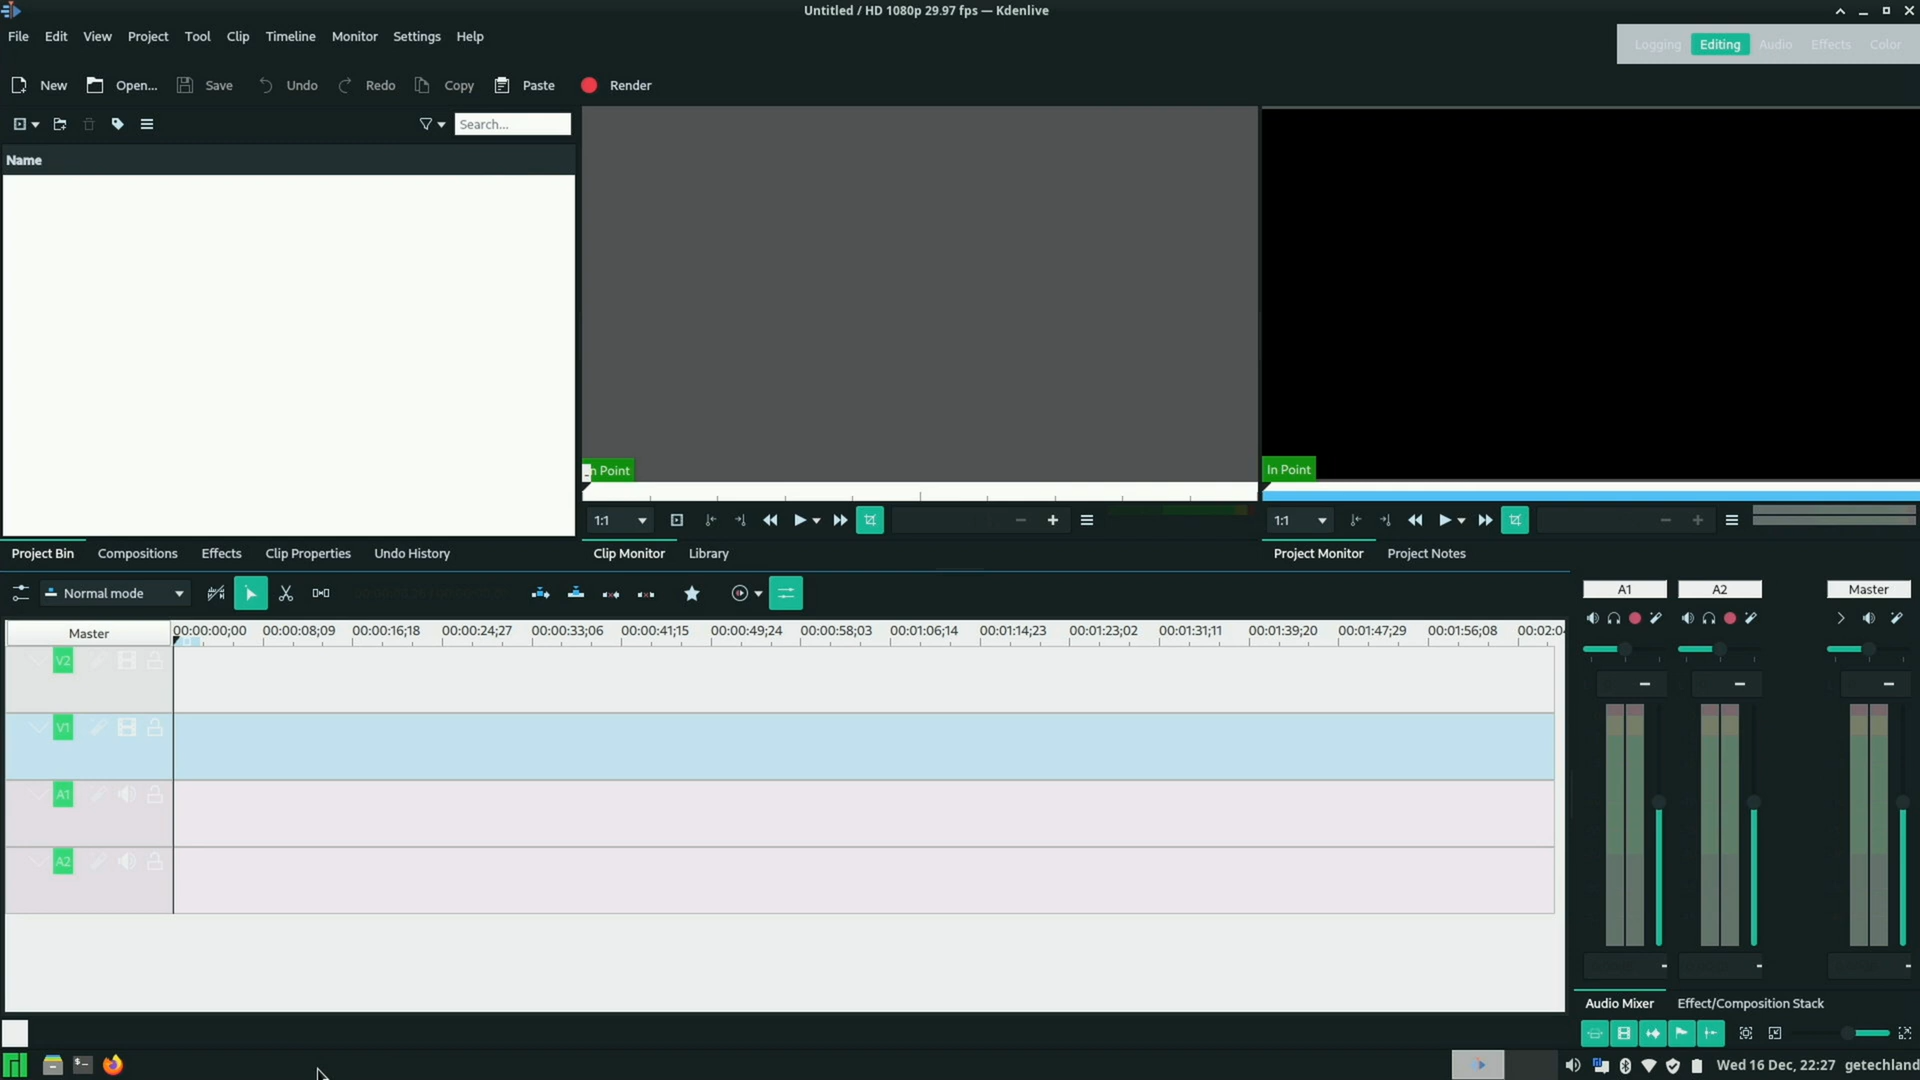 Untitled / HD 1080p 29.97 fps — Kdenlive
File Edit View Project Tool Clip Timeline Monitor Settings Help
Logging Editing Audio Effects Color
New Open... Save Undo Redo Copy Paste Render
Search...
Name
In Point
In Point
1:1
1:1
Project Bin Compositions Effects Clip Properties Undo History
Clip Monitor Library
Project Monitor Project Notes
Normal mode
A1 A2 Master
Master
00:00:00;00 00:00:08;09 00:00:16;18 00:00:24;27 00:00:33;06 00:00:41;15 00:00:49;24 00:00:58;03 00:01:06;14 00:01:14;23 00:01:23;02 00:01:31;11 00:01:39;20 00:01:47;29 00:01:56;08 00:02:04
V2
V1
A1
A2
Audio Mixer Effect/Composition Stack
Wed 16 Dec, 22:27 getechland